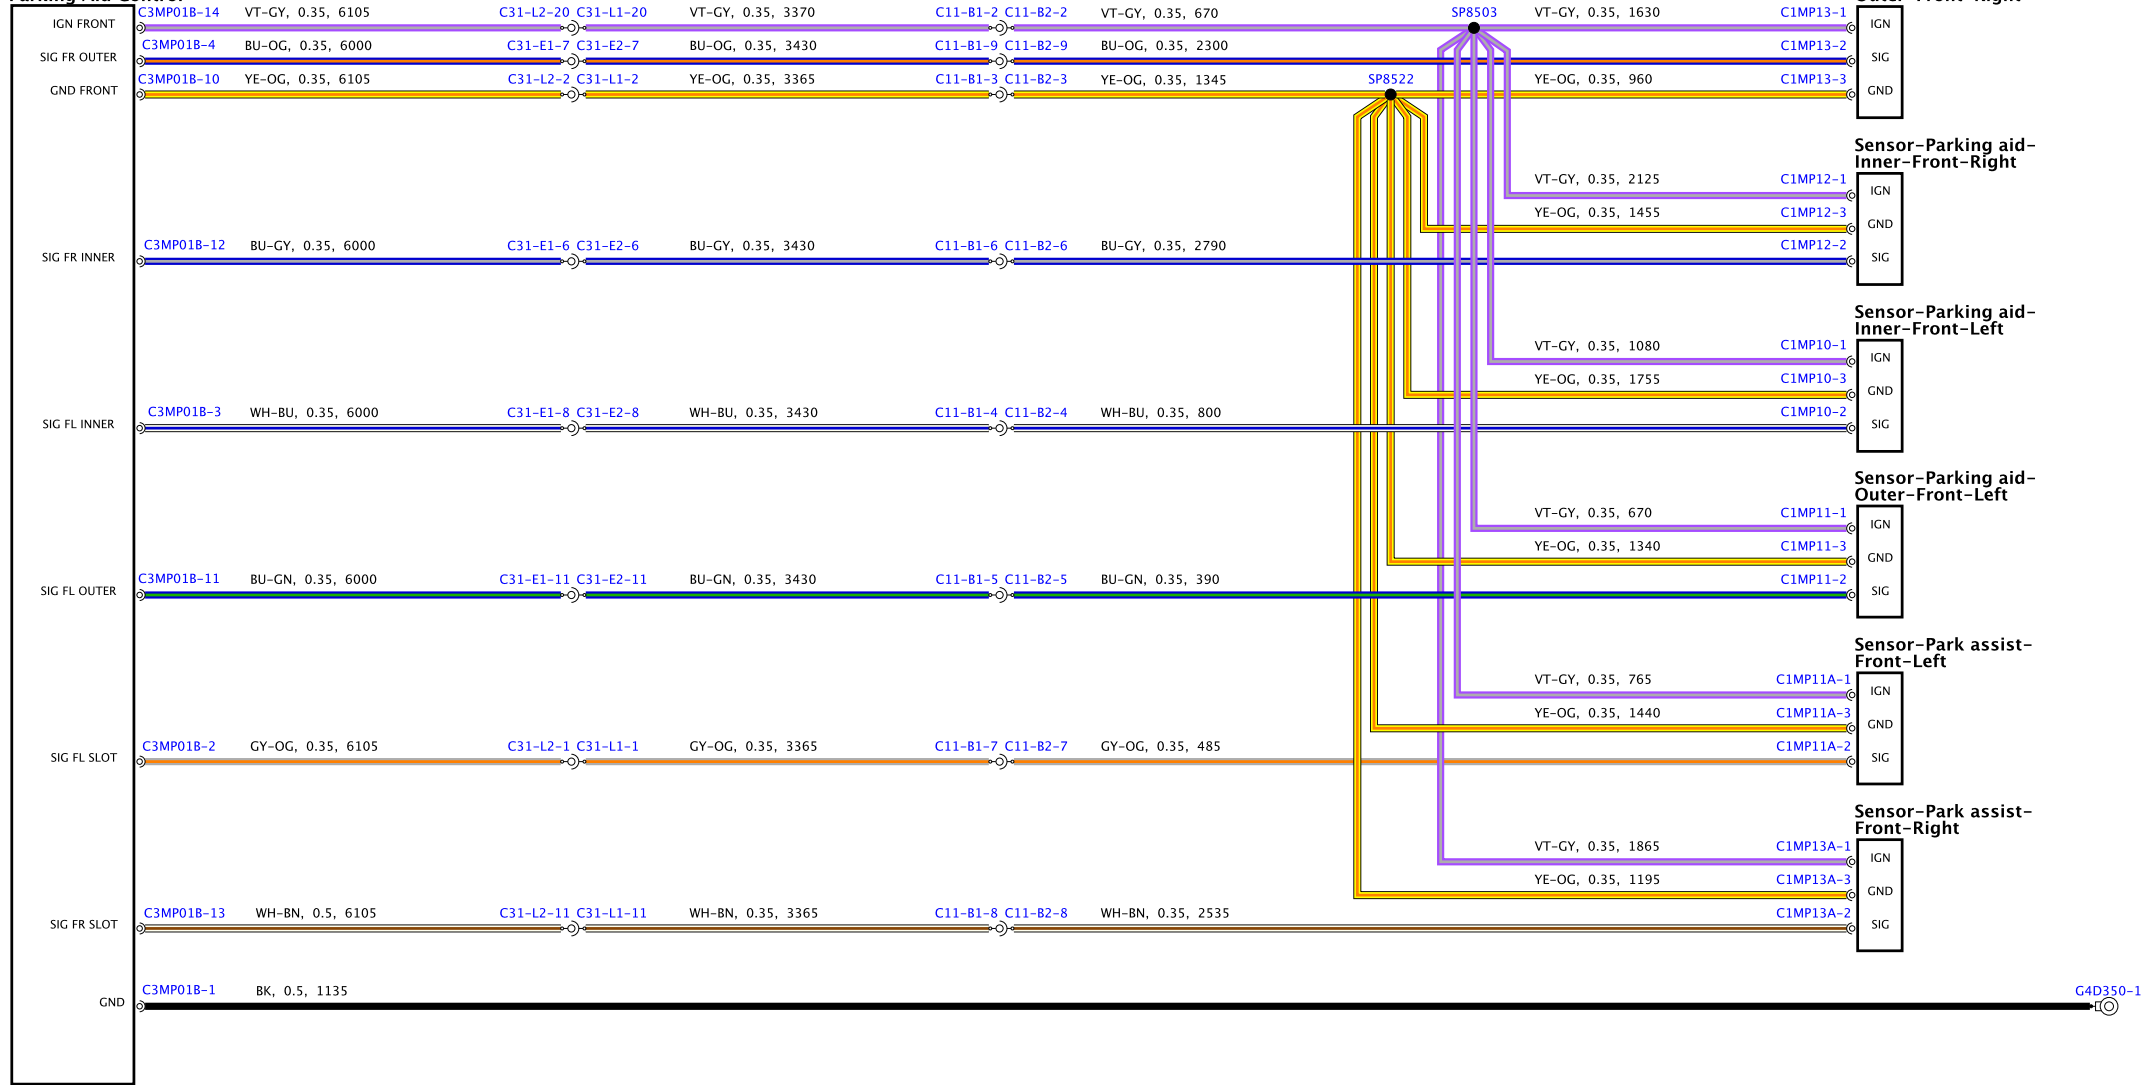 IGN FRONT
C3MP01B-14
VT-GY, 0.35, 6105
C31-L2-20 C31-L1-20
VT-GY, 0.35, 3370
C11-B1-2 C11-B2-2
VT-GY, 0.35, 670
SP8503
VT-GY, 0.35, 1630
C1MP13-1
IGN
SIG FR OUTER
C3MP01B-4
BU-OG, 0.35, 6000
C31-E1-7 C31-E2-7
BU-OG, 0.35, 3430
C11-B1-9 C11-B2-9
BU-OG, 0.35, 2300
C1MP13-2
SIG
GND FRONT
C3MP01B-10
YE-OG, 0.35, 6105
C31-L2-2 C31-L1-2
YE-OG, 0.35, 3365
C11-B1-3 C11-B2-3
YE-OG, 0.35, 1345
SP8522
YE-OG, 0.35, 960
C1MP13-3
GND
Sensor-Parking aid-
Inner-Front-Right
VT-GY, 0.35, 2125
C1MP12-1
IGN
YE-OG, 0.35, 1455
C1MP12-3
GND
SIG FR INNER
C3MP01B-12
BU-GY, 0.35, 6000
C31-E1-6 C31-E2-6
BU-GY, 0.35, 3430
C11-B1-6 C11-B2-6
BU-GY, 0.35, 2790
C1MP12-2
SIG
Sensor-Parking aid-
Inner-Front-Left
VT-GY, 0.35, 1080
C1MP10-1
IGN
YE-OG, 0.35, 1755
C1MP10-3
GND
SIG FL INNER
C3MP01B-3
WH-BU, 0.35, 6000
C31-E1-8 C31-E2-8
WH-BU, 0.35, 3430
C11-B1-4 C11-B2-4
WH-BU, 0.35, 800
C1MP10-2
SIG
Sensor-Parking aid-
Outer-Front-Left
VT-GY, 0.35, 670
C1MP11-1
IGN
YE-OG, 0.35, 1340
C1MP11-3
GND
SIG FL OUTER
C3MP01B-11
BU-GN, 0.35, 6000
C31-E1-11 C31-E2-11
BU-GN, 0.35, 3430
C11-B1-5 C11-B2-5
BU-GN, 0.35, 390
C1MP11-2
SIG
Sensor-Park assist-
Front-Left
VT-GY, 0.35, 765
C1MP11A-1
IGN
YE-OG, 0.35, 1440
C1MP11A-3
GND
SIG FL SLOT
C3MP01B-2
GY-OG, 0.35, 6105
C31-L2-1 C31-L1-1
GY-OG, 0.35, 3365
C11-B1-7 C11-B2-7
GY-OG, 0.35, 485
C1MP11A-2
SIG
Sensor-Park assist-
Front-Right
VT-GY, 0.35, 1865
C1MP13A-1
IGN
YE-OG, 0.35, 1195
C1MP13A-3
GND
SIG FR SLOT
C3MP01B-13
WH-BN, 0.5, 6105
C31-L2-11 C31-L1-11
WH-BN, 0.35, 3365
C11-B1-8 C11-B2-8
WH-BN, 0.35, 2535
C1MP13A-2
SIG
GND
C3MP01B-1
BK, 0.5, 1135
G4D350-1